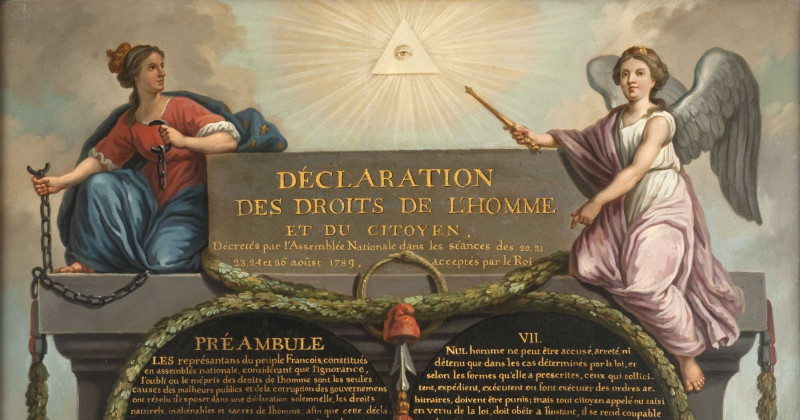 DÉCLARATION
DES DROITS DE L'HOMME
ET DU CITOYEN,
Décretés par l'Assemblée Nationale dans les séances des 20, 21
23, 24 et 26 aoûst 1789, acceptés par le Roi
PRÉAMBULE
LES représantans du peuple Francois, constitués
en assemblée nationale, considérant que l'ignorance,
l'oubli ou le mépris des droits de l'homme sont les seules
causes des malheurs publics et de la corruption des gouvernemens
ont résolu d'exposer dans une déclaration solemnelle, les droits
naturels, inaliénables et sacrés de l'homme, afin que cette décla
VII.
NUL homme ne peut être accusé, arreté, ni
détenu que dans les cas déterminés par la loi, et
selon les formes qu'elle a prescrites, ceux qui sollici-
tent, expédient, exécutent ou font exécuter des ordres ar-
bitraires, doivent être punis; mais tout citoyen appelé ou saisi
en vertu de la loi, doit obéir a l'instant, il se rend coupable